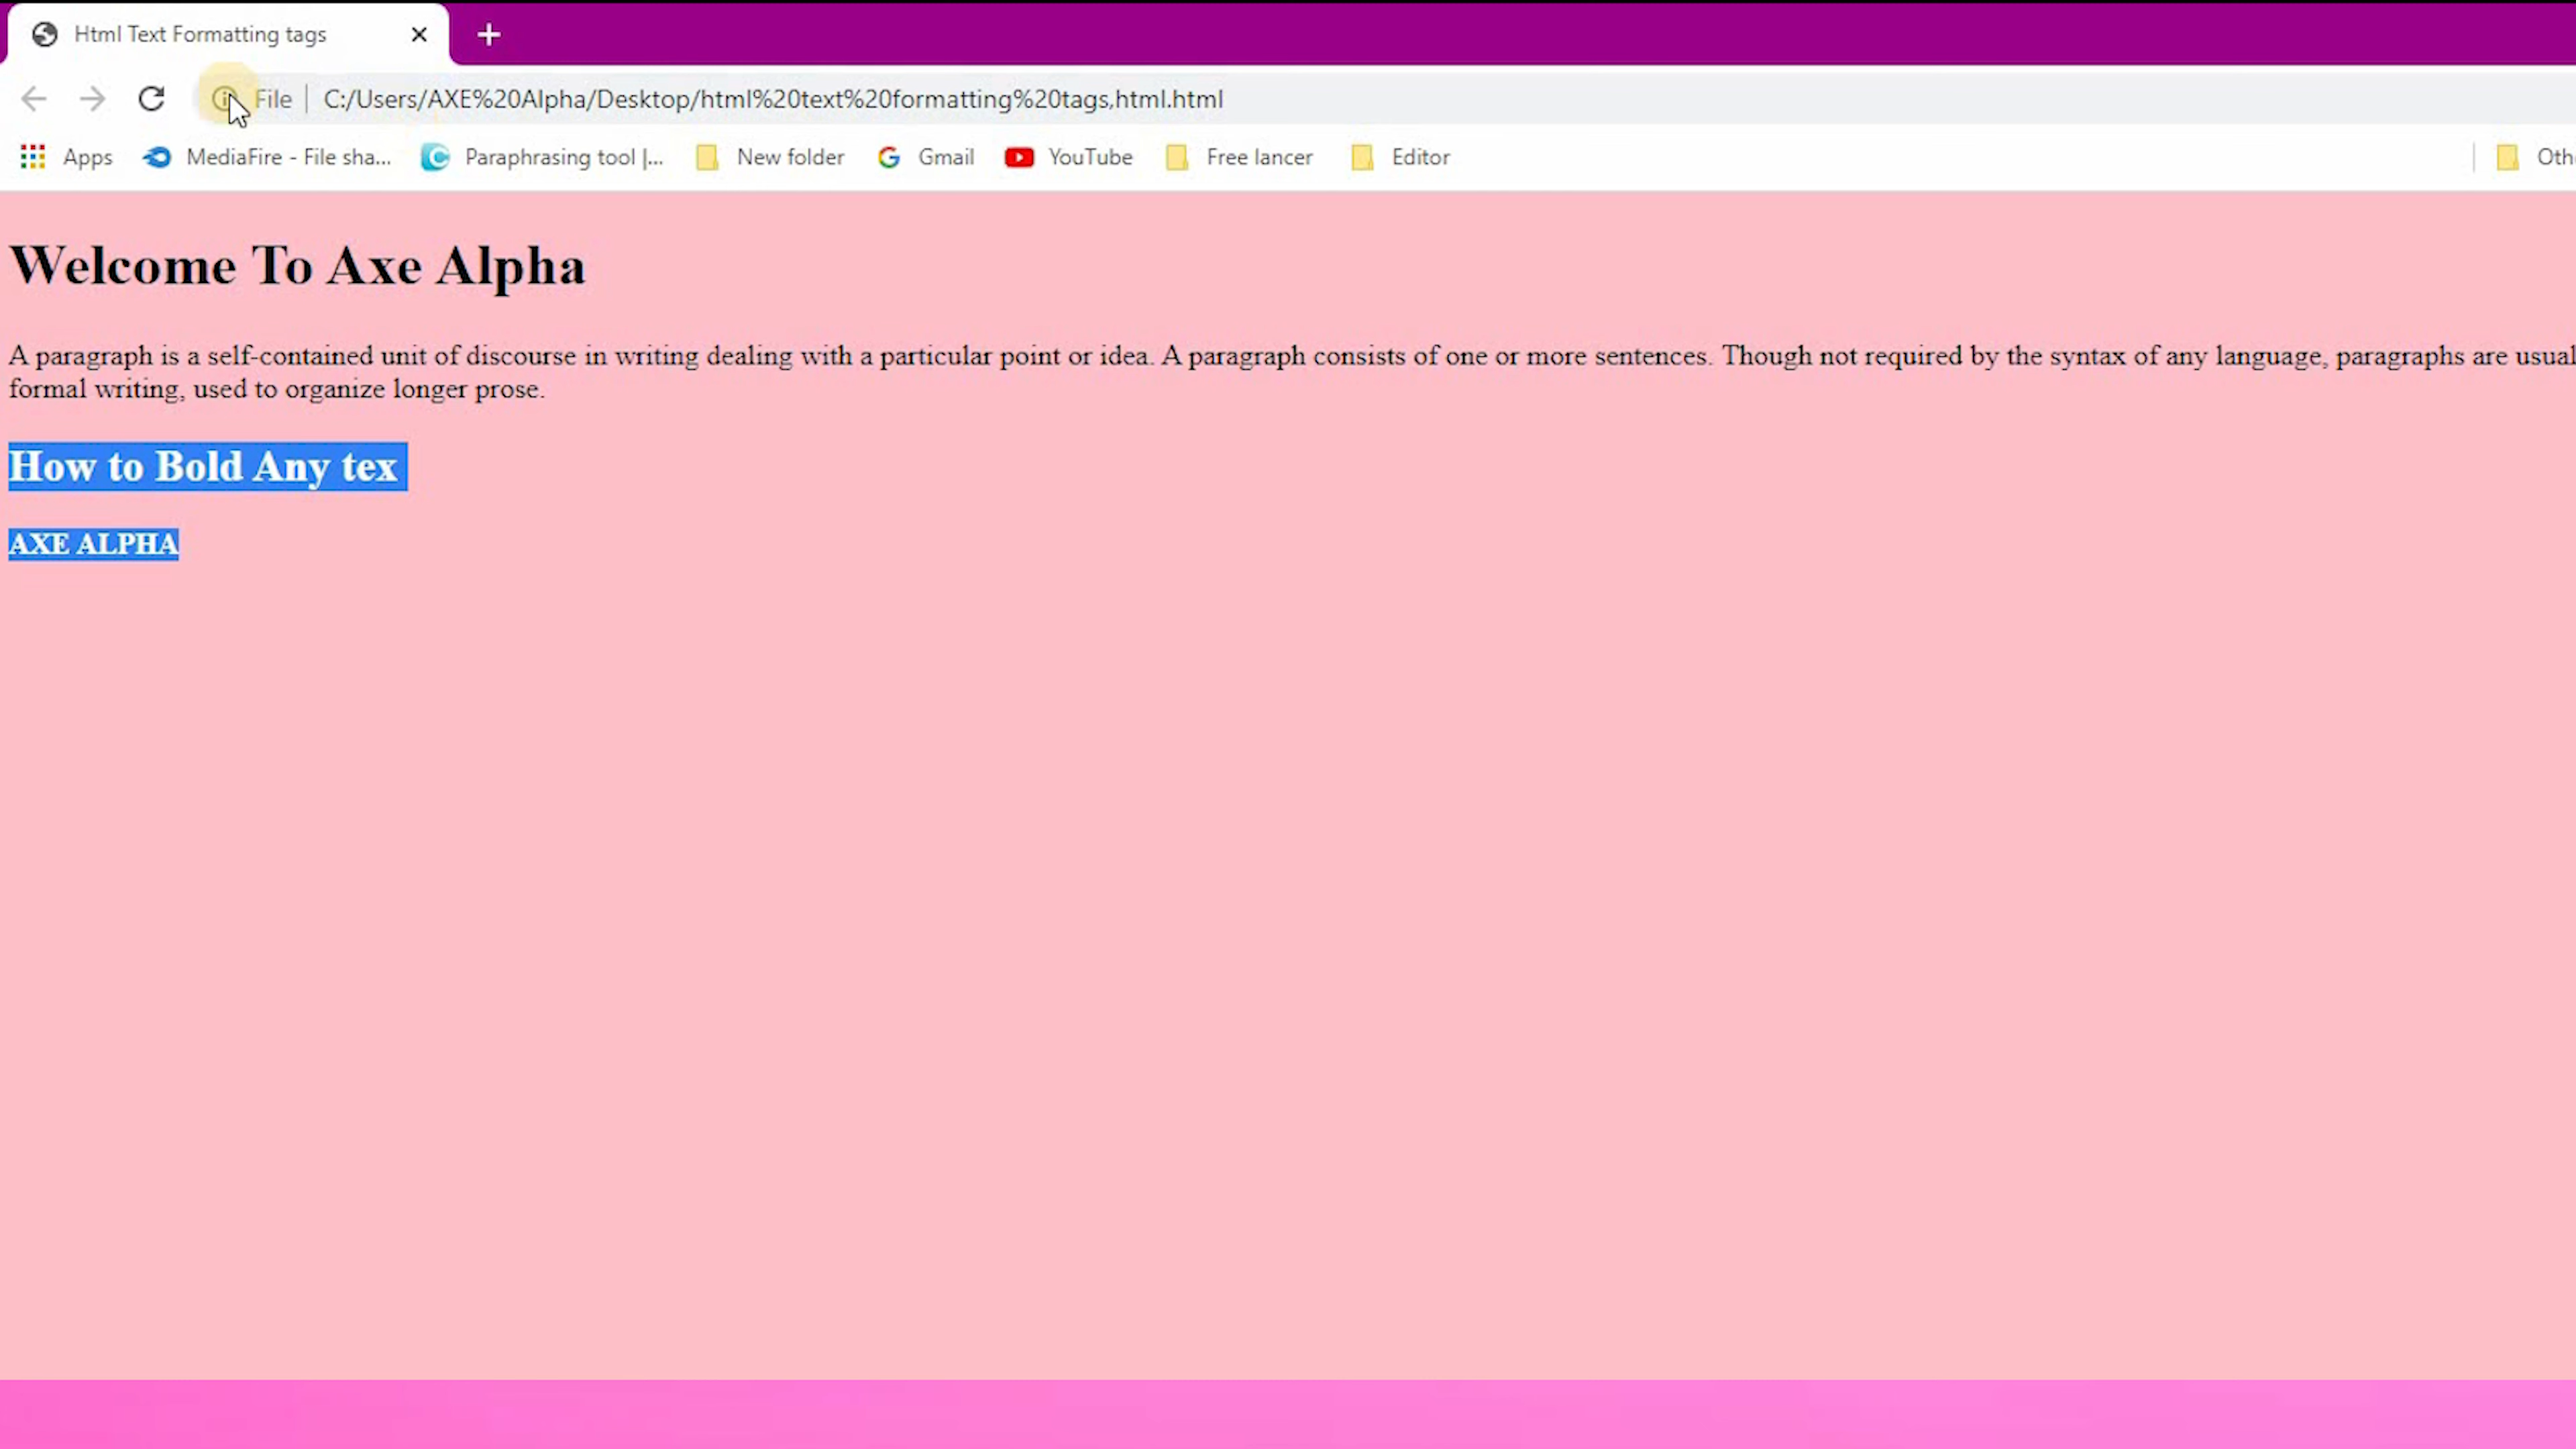 Html Text Formatting tags
File C:/Users/AXE%20Alpha/Desktop/html%20text%20formatting%20tags,html.html
Apps MediaFire - File sha... Paraphrasing tool |... New folder Gmail YouTube Free lancer Editor Oth
Welcome To Axe Alpha
A paragraph is a self-contained unit of discourse in writing dealing with a particular point or idea. A paragraph consists of one or more sentences. Though not required by the syntax of any language, paragraphs are usual
formal writing, used to organize longer prose.
How to Bold Any tex
AXE ALPHA